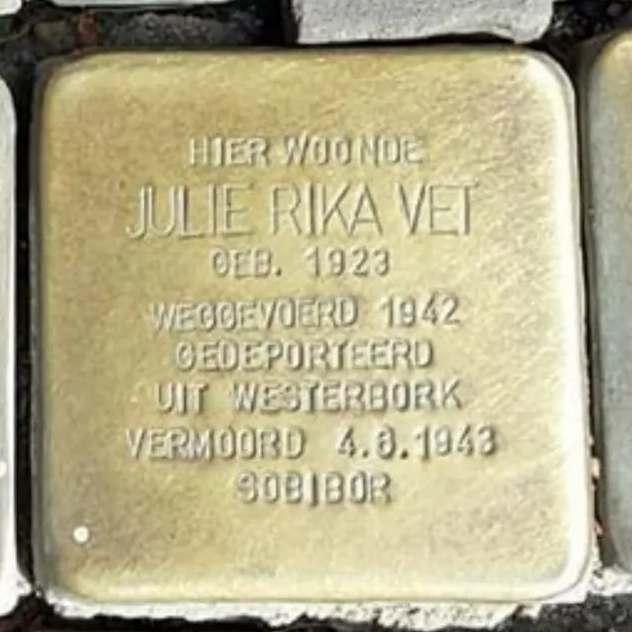 HIER WOONDE
JULIE RIKA VET
GEB. 1923
WEGGEVOERD 1942
GEDEPORTEERD
UIT WESTERBORK
VERMOORD 4.6.1943
SOBIBOR